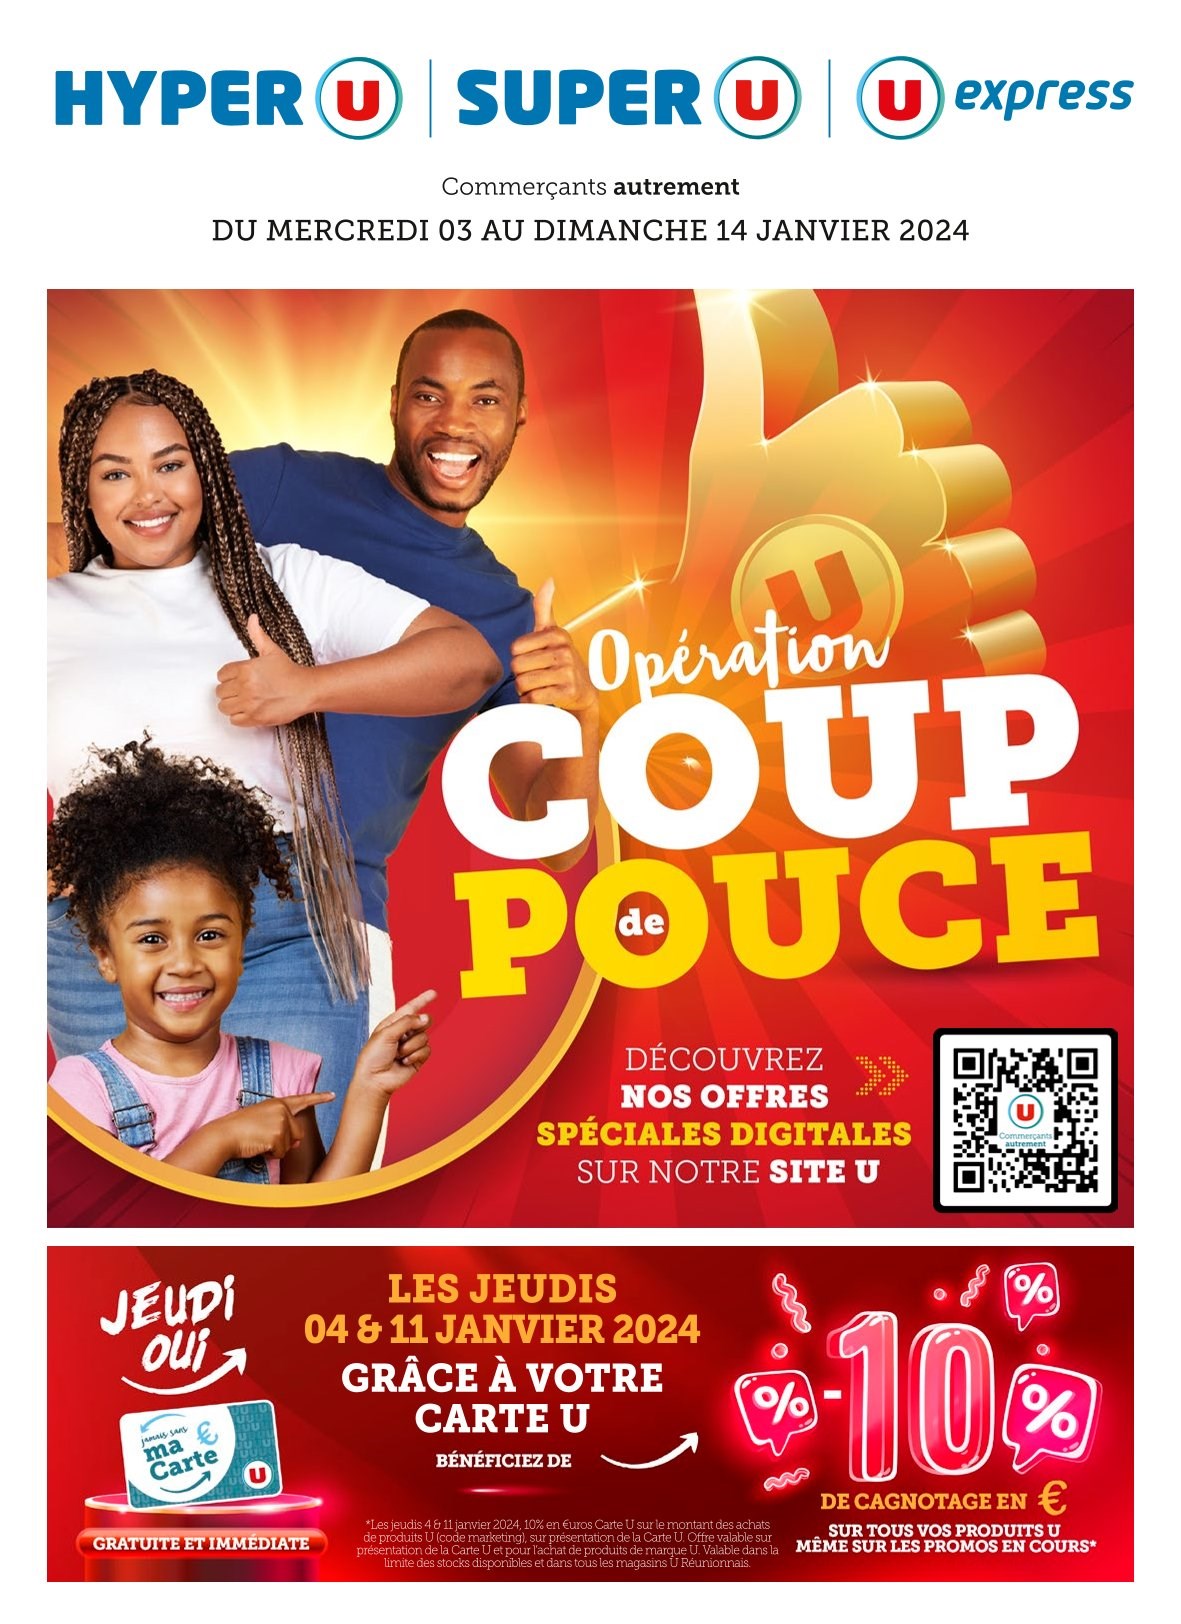 HYPER U | SUPER U | U express
Commerçants autrement
DU MERCREDI 03 AU DIMANCHE 14 JANVIER 2024
U
Opération
COUP
de
POUCE
DÉCOUVREZ
NOS OFFRES
SPÉCIALES DIGITALES
SUR NOTRE SITE U
U
Commerçants
autrement
JEUDI
OUI
jamais sans
ma €
Carte
U
GRATUITE ET IMMÉDIATE
LES JEUDIS
04 & 11 JANVIER 2024
GRÂCE À VOTRE
CARTE U
BÉNÉFICIEZ DE
*Les jeudis 4 & 11 janvier 2024, 10% en €uros Carte U sur le montant des achats
de produits U (code marketing), sur présentation de la Carte U. Offre valable sur
présentation de la Carte U et pour l'achat de produits de marque U. Valable dans la
limite des stocks disponibles et dans tous les magasins U Réunionnais.
%
% -10 %
DE CAGNOTAGE EN €
SUR TOUS VOS PRODUITS U
MÊME SUR LES PROMOS EN COURS*